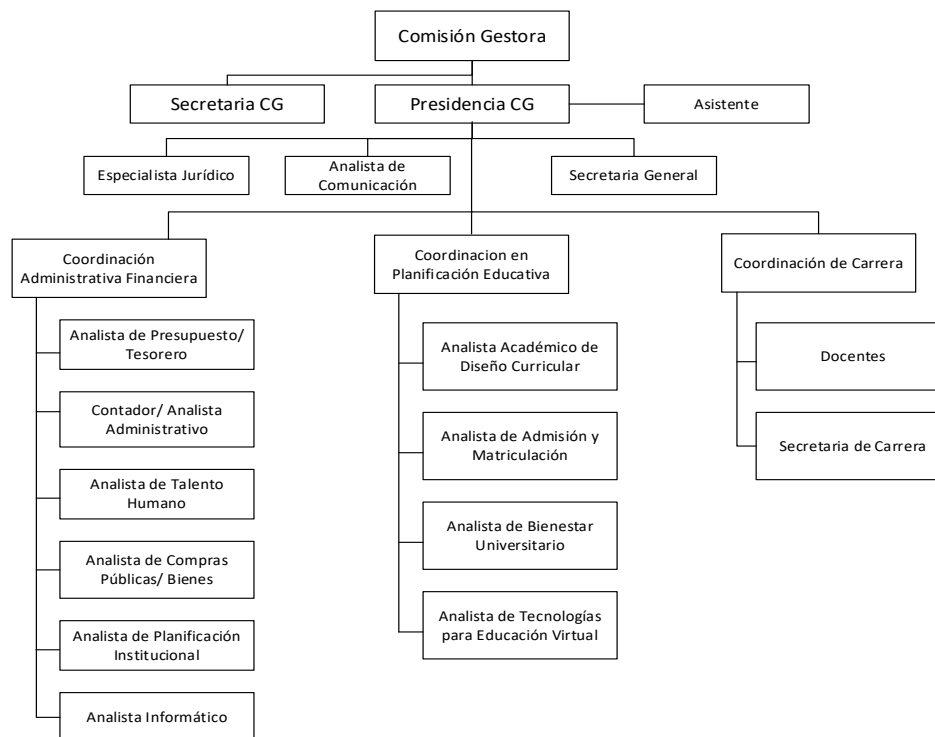 Comisión Gestora
Secretaria CG
Presidencia CG
Asistente
Especialista Jurídico
Analista de
Comunicación
Secretaria General
Coordinación
Administrativa Financiera
Coordinacion en
Planificación Educativa
Coordinación de Carrera
Analista de Presupuesto/
Tesorero
Contador/ Analista
Administrativo
Analista de Talento
Humano
Analista de Compras
Públicas/ Bienes
Analista de Planificación
Institucional
Analista Informático
Analista Académico de
Diseño Curricular
Analista de Admisión y
Matriculación
Analista de Bienestar
Universitario
Analista de Tecnologías
para Educación Virtual
Docentes
Secretaria de Carrera